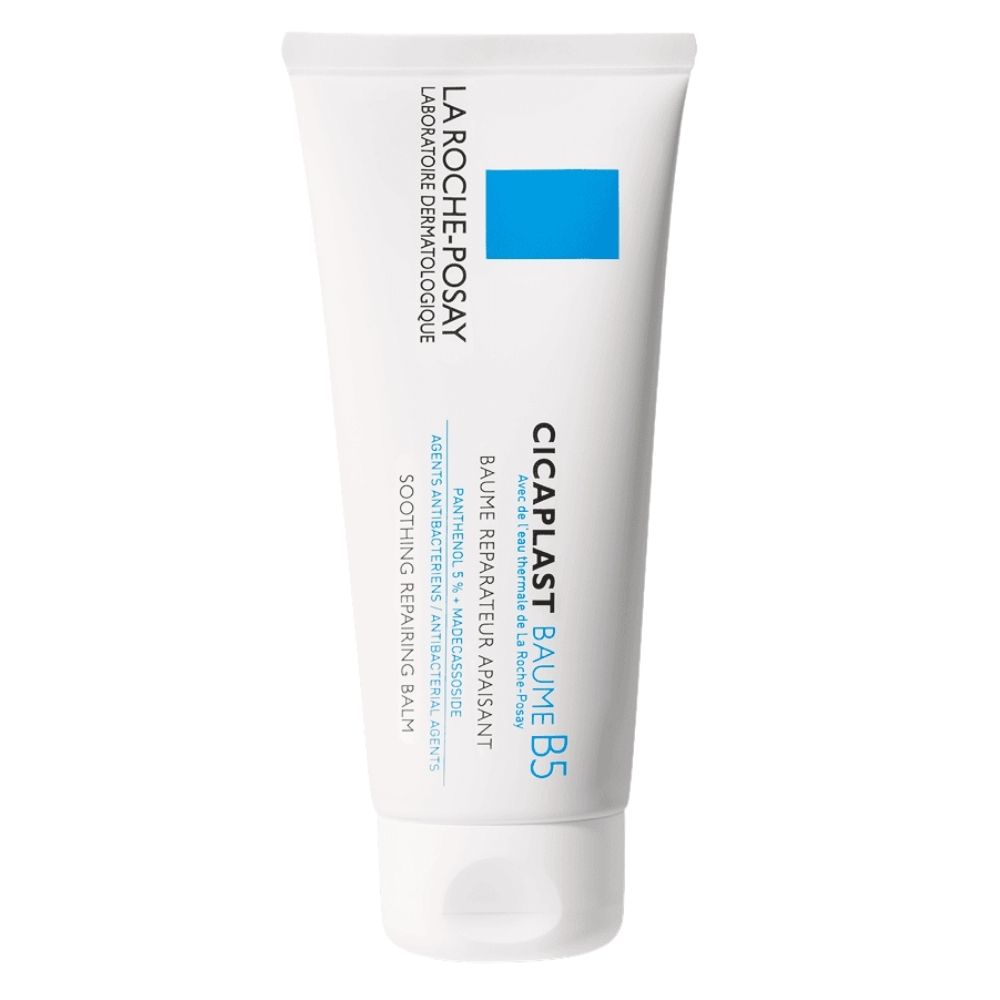 LA ROCHE-POSAY
LABORATOIRE DERMATOLOGIQUE
CICAPLAST BAUME B5
Avec de l'eau thermale de La Roche-Posay
BAUME REPARATEUR APAISANT
PANTHENOL 5% + MADECASSOSIDE
AGENTS ANTIBACTERIENS / ANTIBACTERIAL AGENTS
SOOTHING REPAIRING BALM